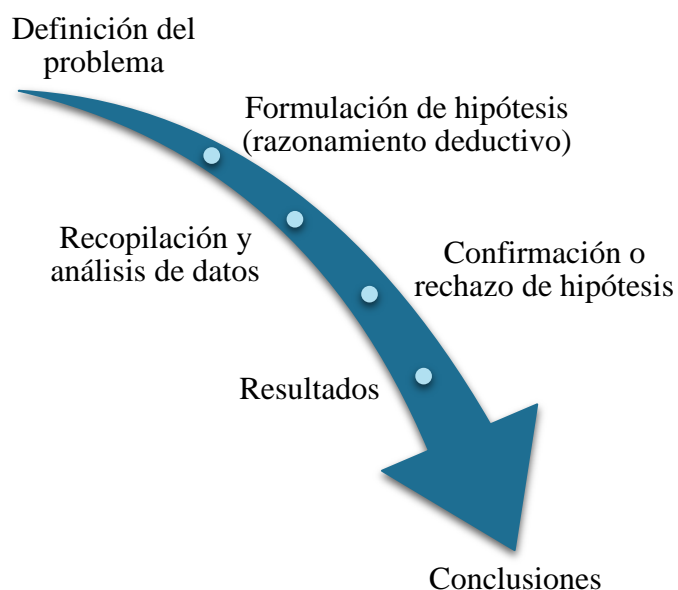 Definición del
problema
Formulación de hipótesis
(razonamiento deductivo)
Recopilación y
análisis de datos
Confirmación o
rechazo de hipótesis
Resultados
Conclusiones